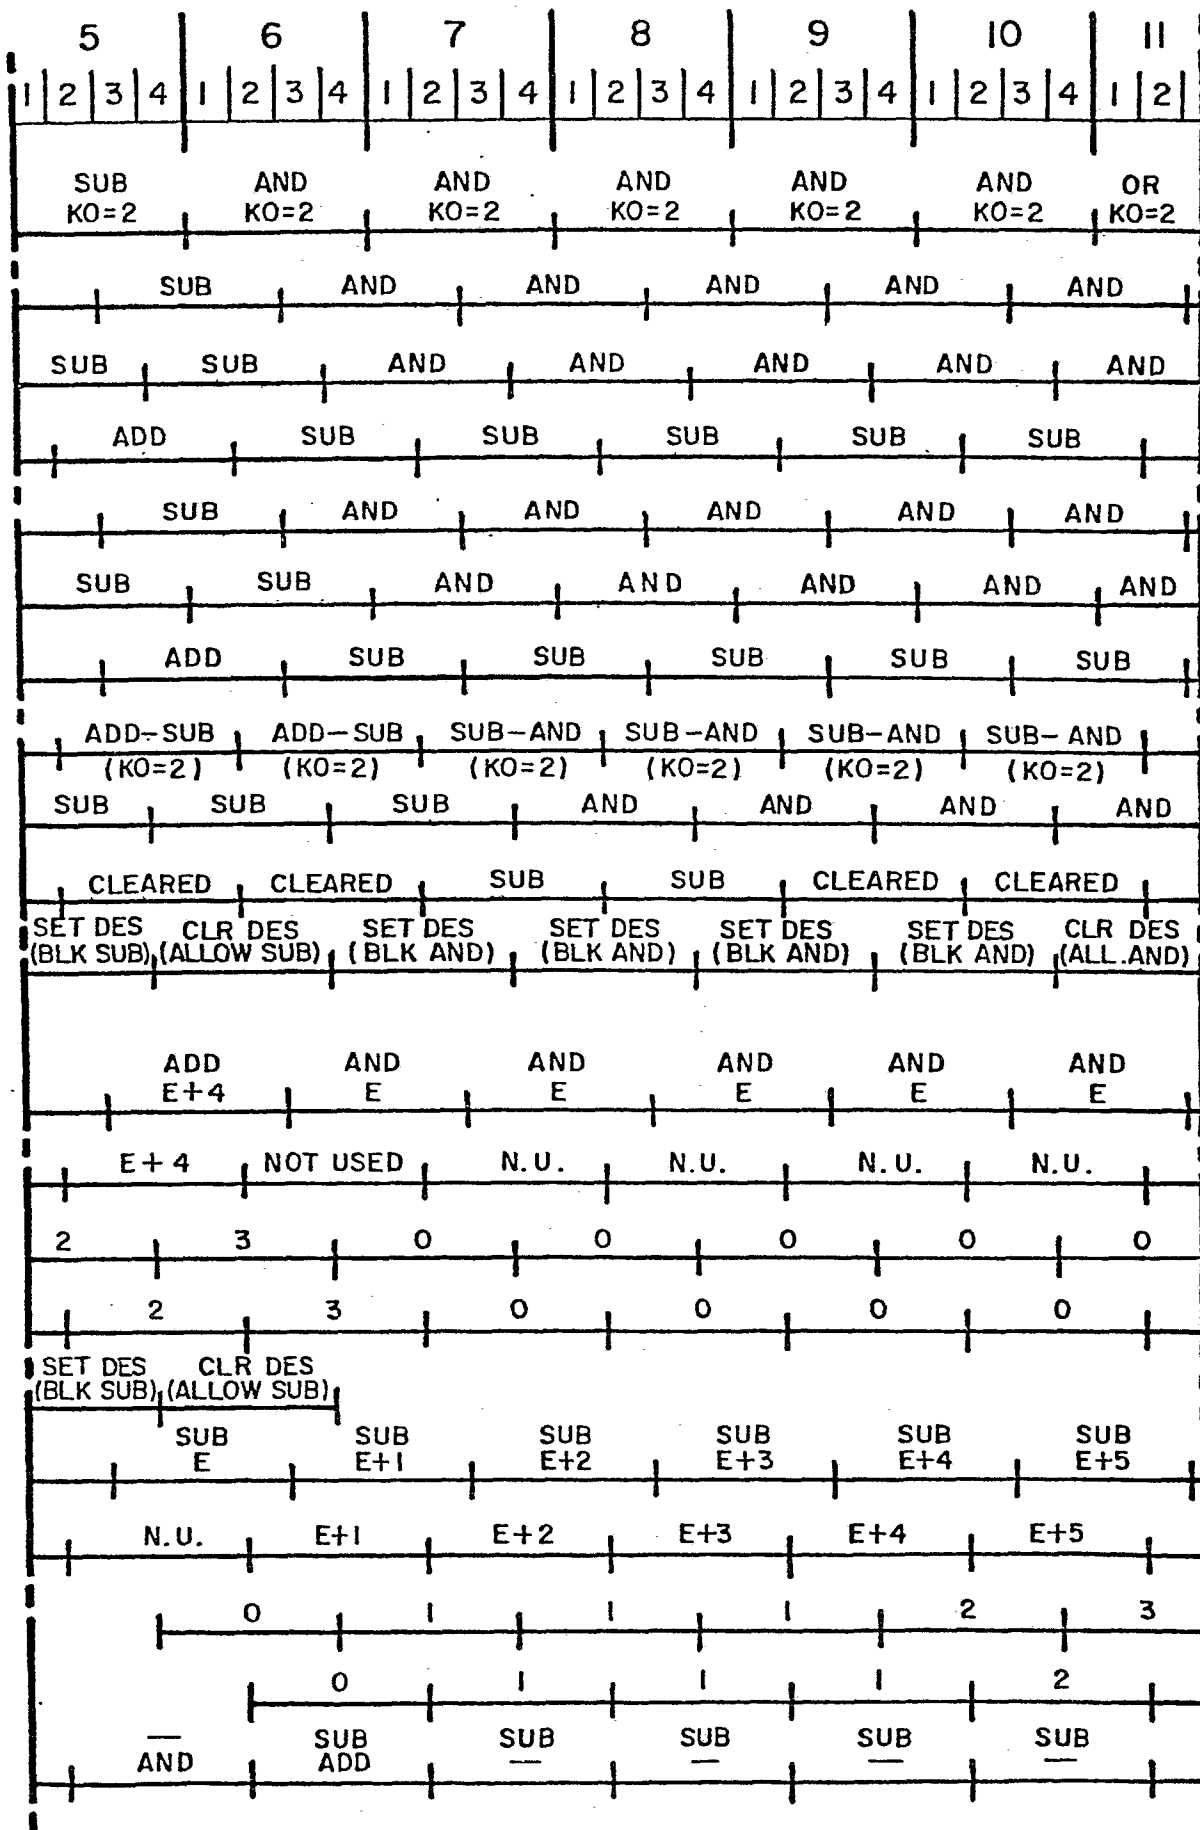 5 6 7 8 9 10 11
1 2 3 4 1 2 3 4 1 2 3 4 1 2 3 4 1 2 3 4 1 2 3 4 1 2
SUB AND AND AND AND AND OR
KO=2 KO=2 KO=2 KO=2 KO=2 KO=2 KO=2
SUB AND AND AND AND AND
SUB SUB AND AND AND AND AND
ADD SUB SUB SUB SUB SUB
SUB AND AND AND AND AND
SUB SUB AND AND AND AND AND
ADD SUB SUB SUB SUB SUB
ADD-SUB ADD-SUB SUB-AND SUB-AND SUB-AND SUB-AND
(KO=2) (KO=2) (KO=2) (KO=2) (KO=2) (KO=2)
SUB SUB SUB AND AND AND AND
CLEARED CLEARED SUB SUB CLEARED CLEARED
SET DES CLR DES SET DES SET DES SET DES SET DES CLR DES
(BLK SUB) (ALLOW SUB) (BLK AND) (BLK AND) (BLK AND) (BLK AND) (ALL.AND)
ADD AND AND AND AND AND
E+4 E E E E E
E+4 NOT USED N.U. N.U. N.U. N.U.
2 3 0 0 0 0 0
2 3 0 0 0 0
SET DES CLR DES
(BLK SUB) (ALLOW SUB)
SUB SUB SUB SUB SUB SUB
E E+1 E+2 E+3 E+4 E+5
N.U. E+1 E+2 E+3 E+4 E+5
0 1 1 1 2 3
0 1 1 1 2
— SUB SUB SUB SUB SUB
AND ADD — — — —